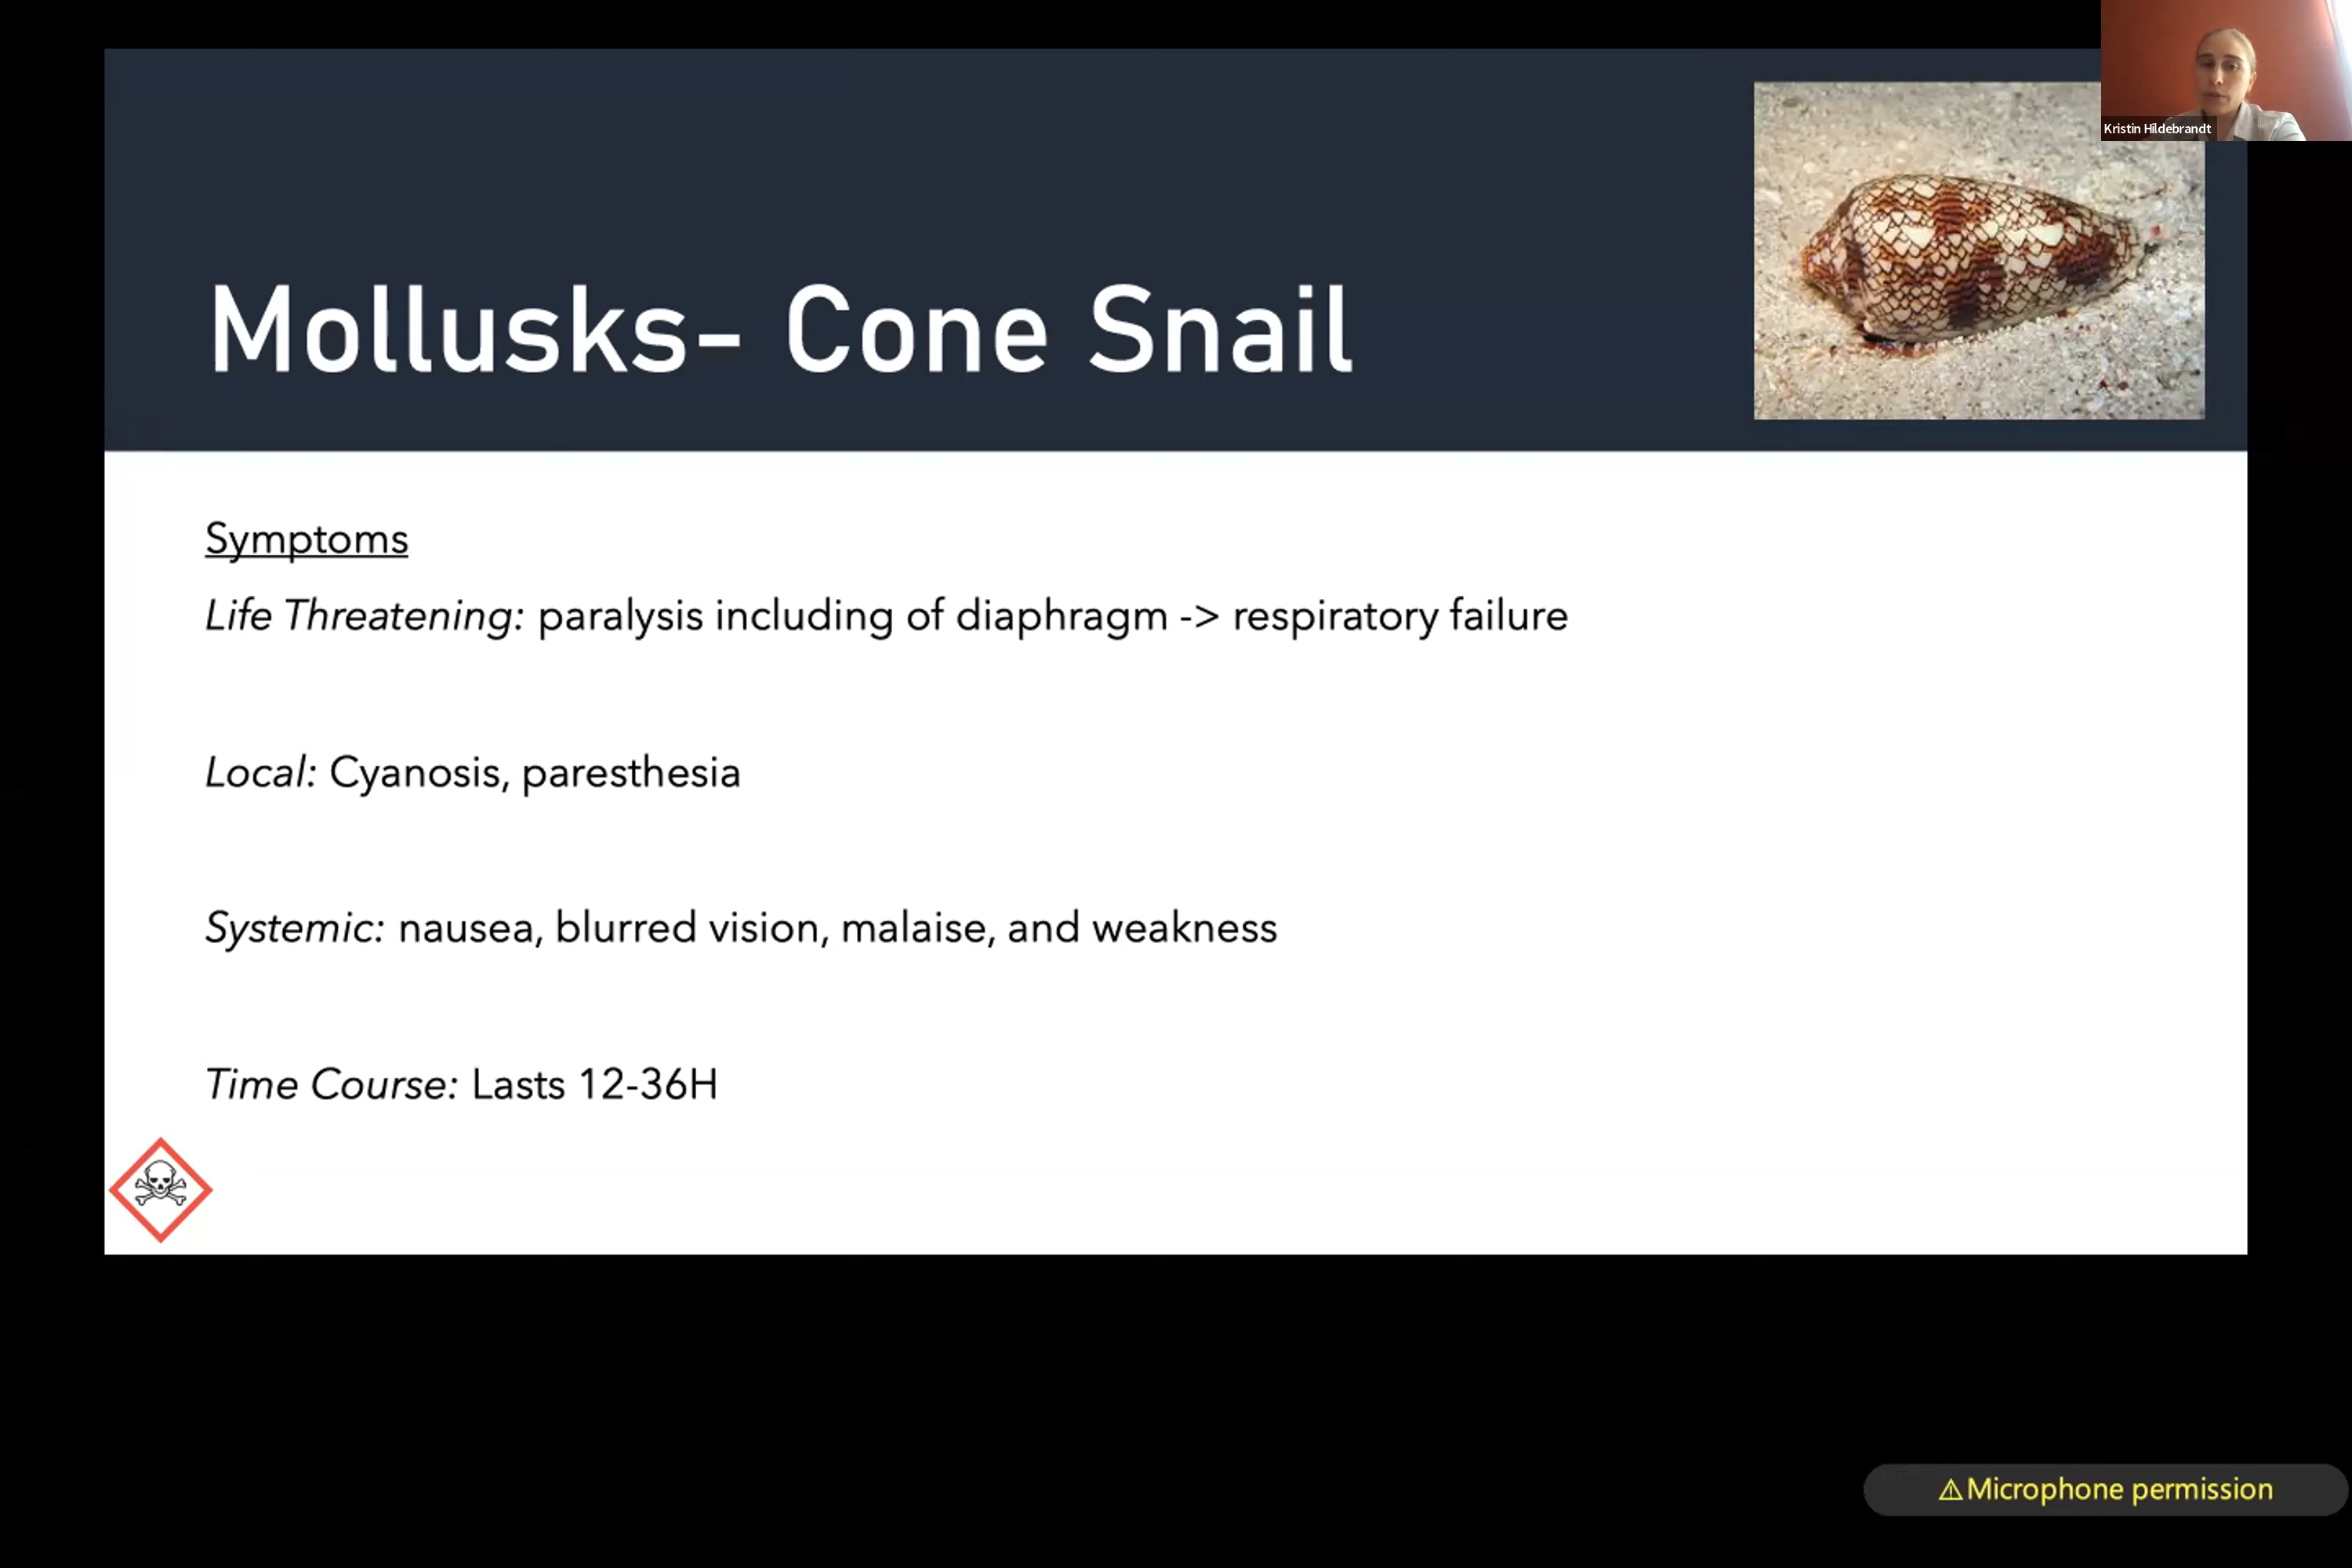 Kristin Hildebrandt
Mollusks- Cone Snail
Symptoms
Life Threatening: paralysis including of diaphragm -> respiratory failure
Local: Cyanosis, paresthesia
Systemic: nausea, blurred vision, malaise, and weakness
Time Course: Lasts 12-36H
⚠Microphone permission